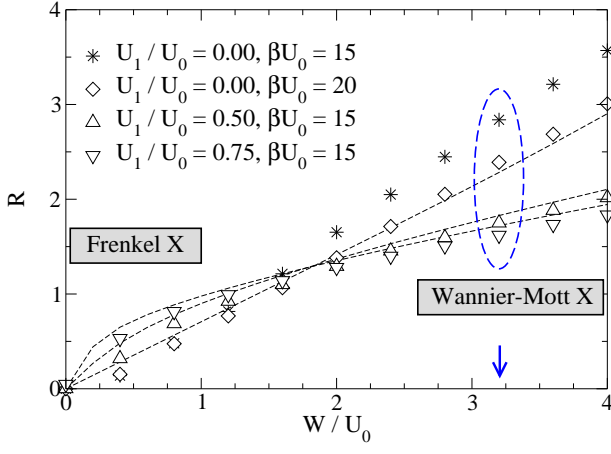 4
3
2
1
0
R
U₁ / U₀ = 0.00, βU₀ = 15
U₁ / U₀ = 0.00, βU₀ = 20
U₁ / U₀ = 0.50, βU₀ = 15
U₁ / U₀ = 0.75, βU₀ = 15
Frenkel X
Wannier-Mott X
0 1 2 3 4
W / U₀